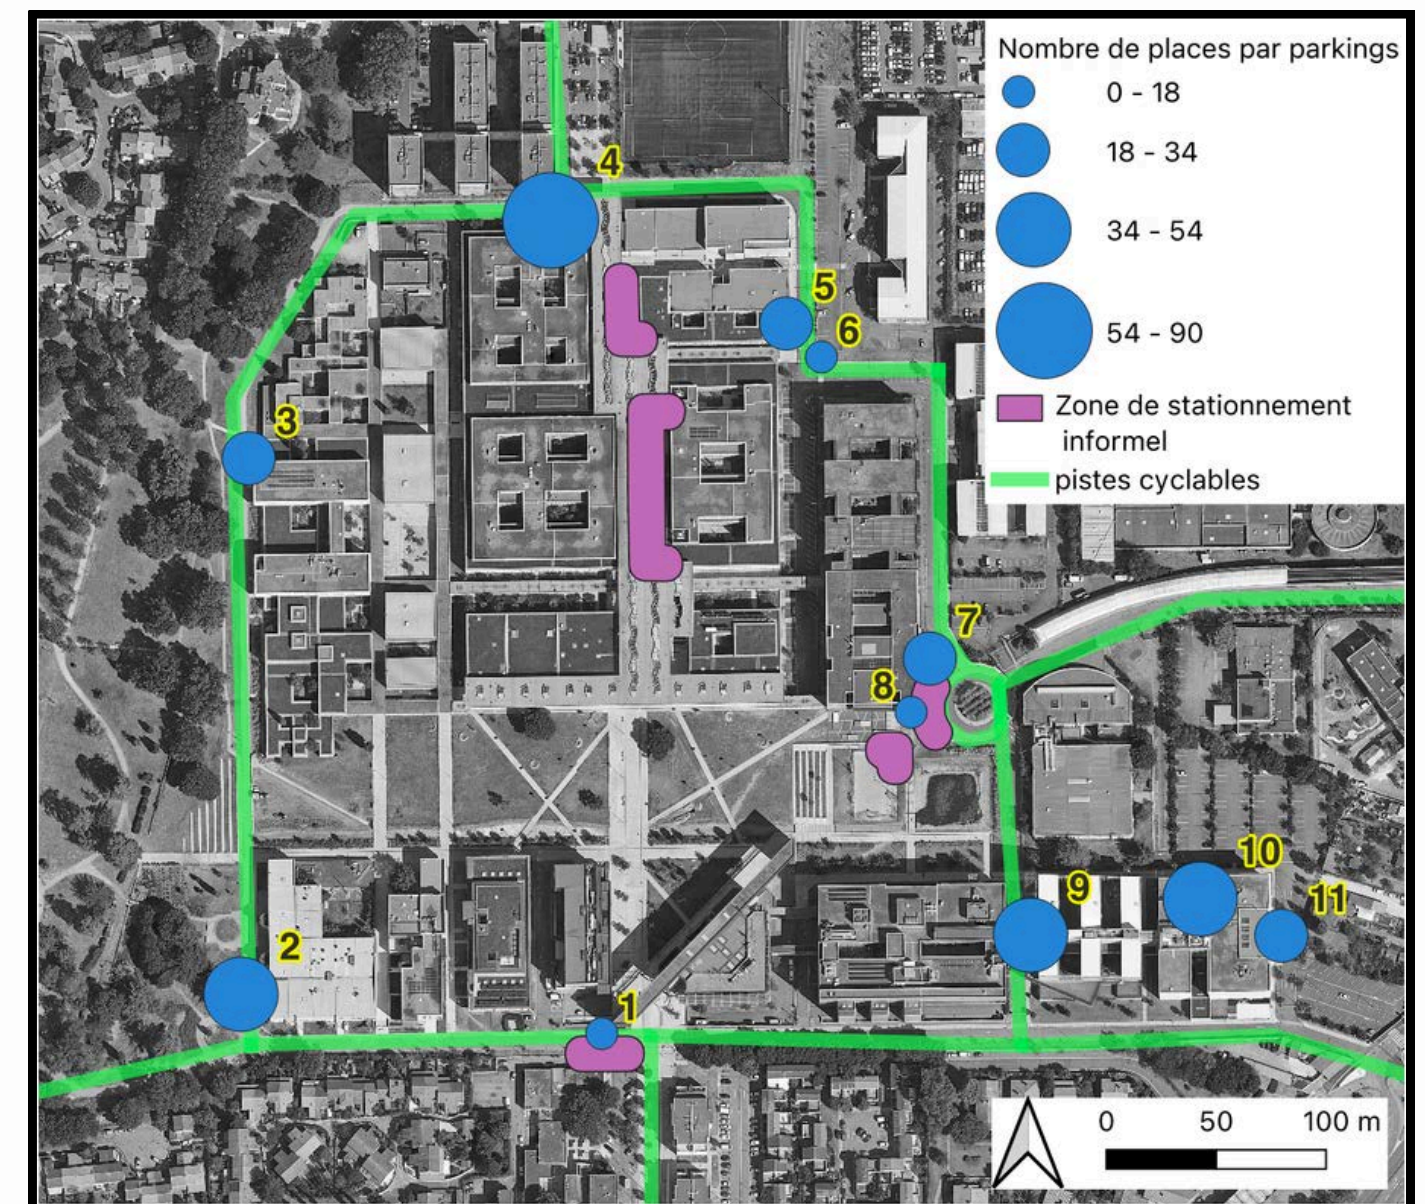 Nombre de places par parkings
0 - 18
18 - 34
34 - 54
54 - 90
Zone de stationnement
informel
pistes cyclables
4
5
6
3
7
8
10
9
11
2
1
0 50 100 m